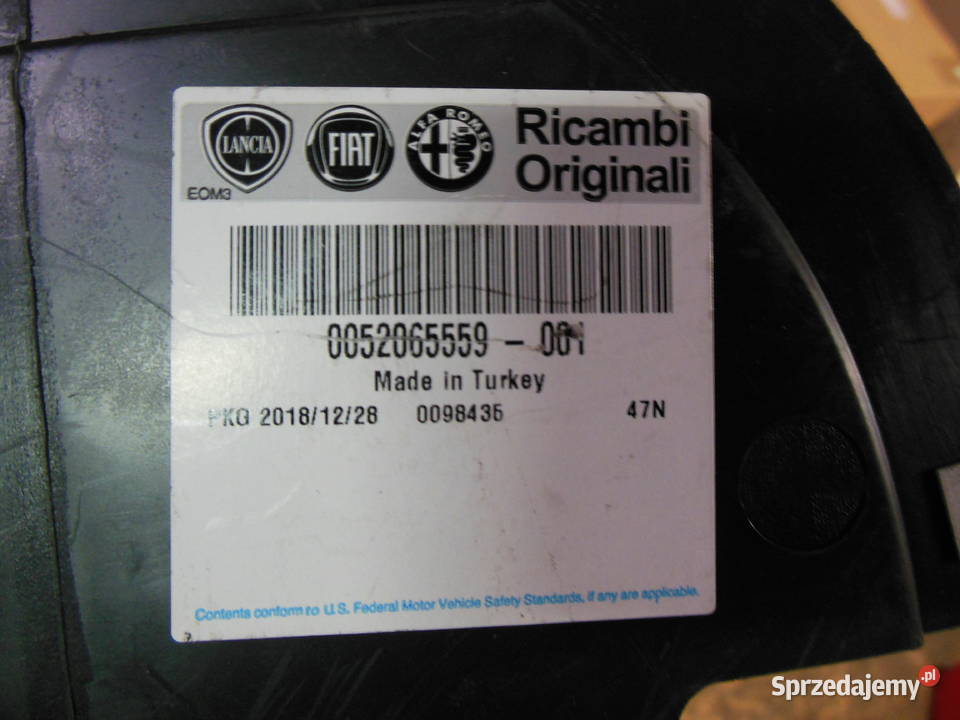 LANCIA FIAT ALFA ROMEO Ricambi
Originali
EOM3
0052065559 - 001
Made in Turkey
PKG 2018/12/28 0098435 47N
Contents conform to U.S. Federal Motor Vehicle Safety Standards, if any are applicable.
Sprzedajemy.pl